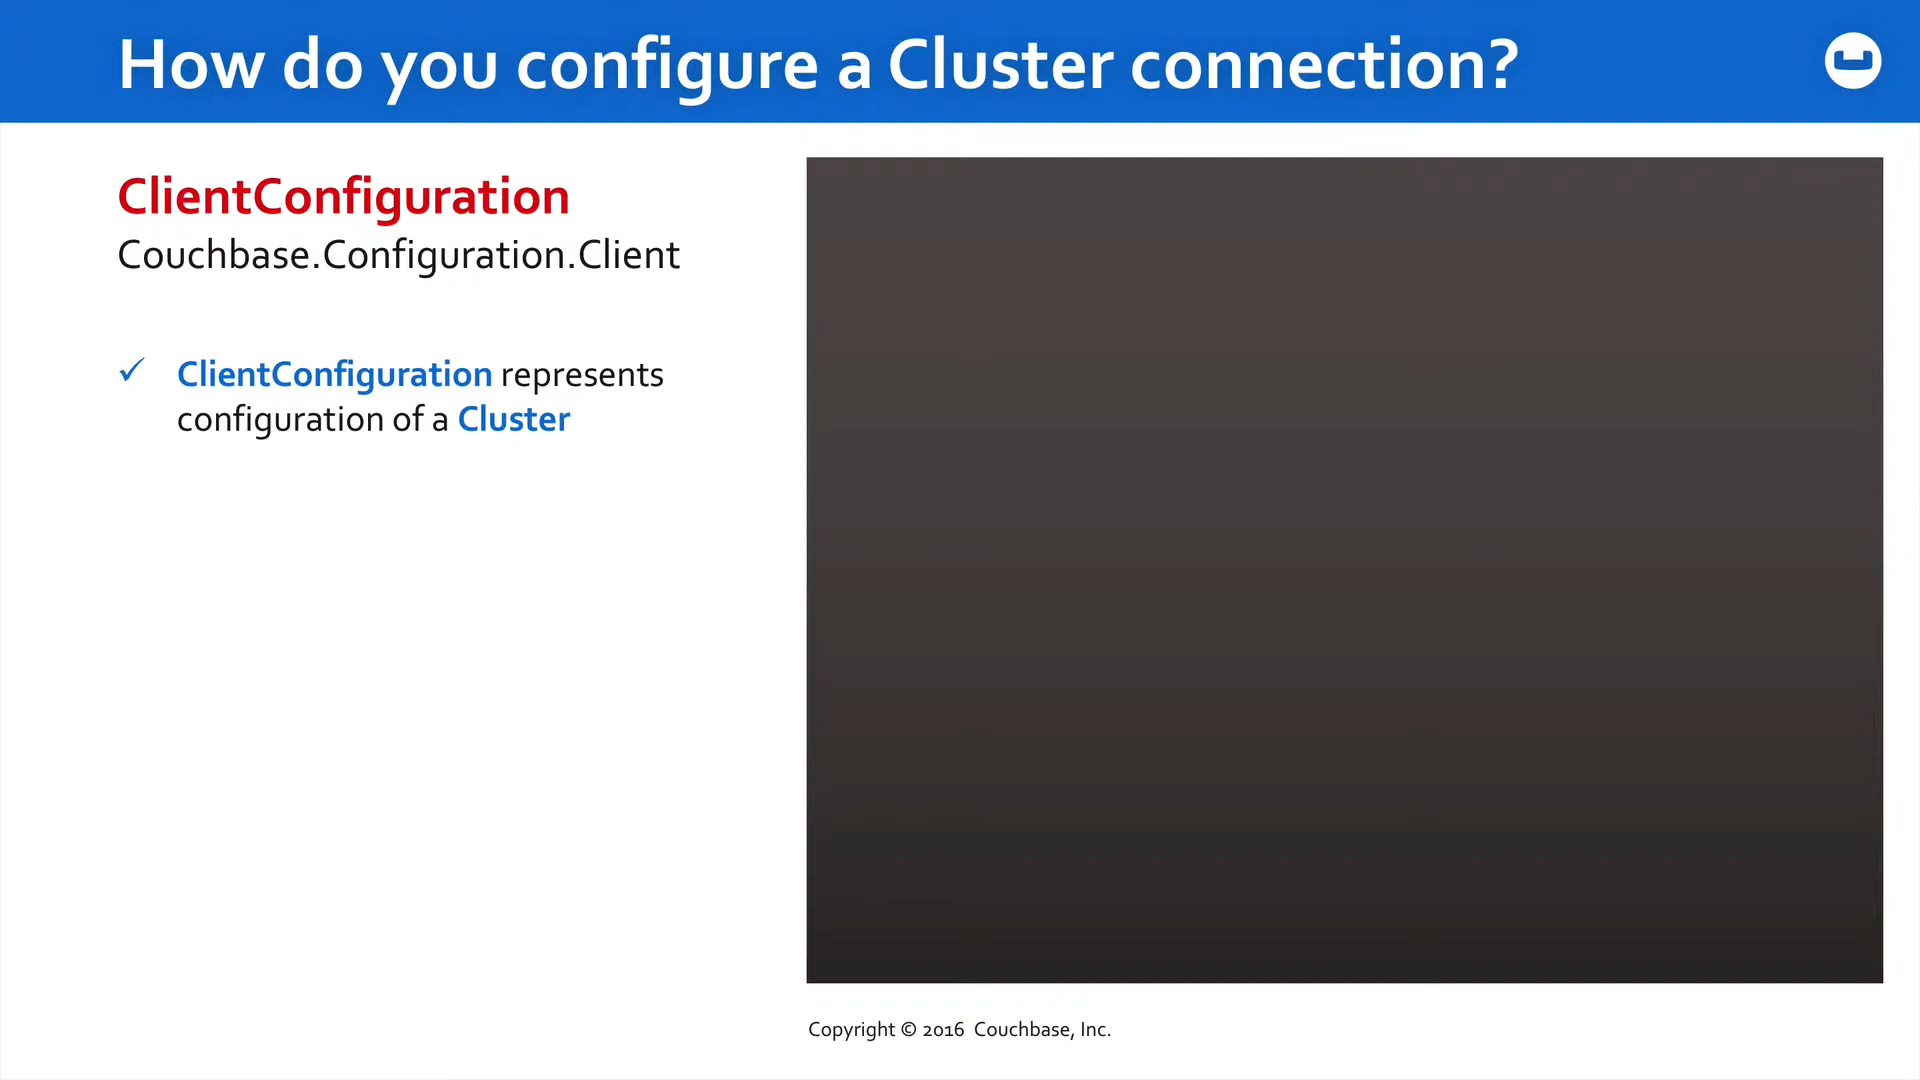 How do you configure a Cluster connection?
ClientConfiguration
Couchbase.Configuration.Client
✓ ClientConfiguration represents
configuration of a Cluster
Copyright © 2016 Couchbase, Inc.